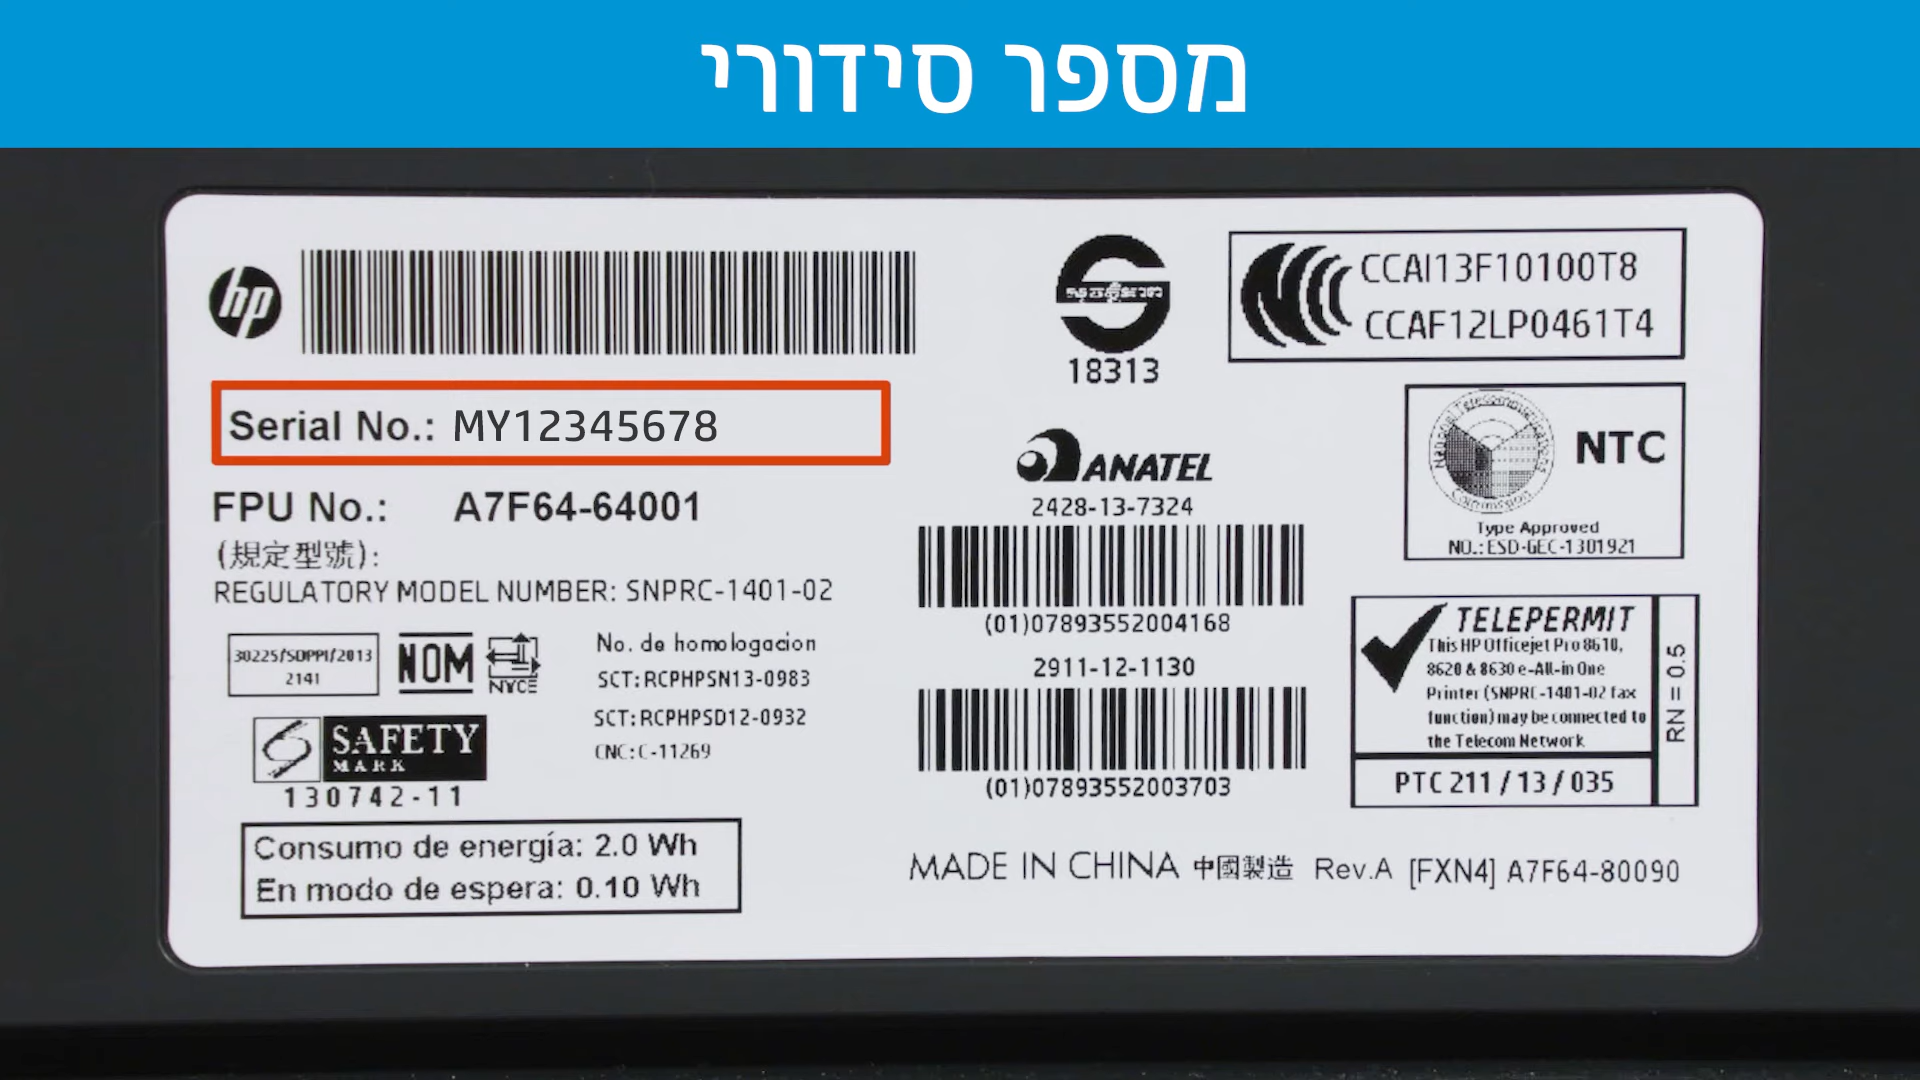 מספר סידורי
hp
Serial No.: MY12345678
FPU No.: A7F64-64001
(規定型號):
REGULATORY MODEL NUMBER: SNPRC-1401-02
30225/SDPPI/2013
2141
NOM
NYCE
No. de homologacion
SCT:RCPHPSN13-0983
SCT:RCPHPSD12-0932
CNC:C-11269
SAFETY
MARK
130742-11
Consumo de energía: 2.0 Wh
En modo de espera: 0.10 Wh
18313
ANATEL
2428-13-7324
(01)07893552004168
2911-12-1130
(01)07893552003703
CCAI13F10100T8
CCAF12LP0461T4
National Telecommunications
Commission
NTC
Type Approved
NO.:ESD-GEC-1301921
TELEPERMIT
This HP Officejet Pro 8610,
8620 & 8630 e-All-in One
Printer (SNPRC-1401-02 fax
function) may be connected to
the Telecom Network
RN = 0.5
PTC 211 / 13 / 035
MADE IN CHINA 中國製造 Rev.A [FXN4] A7F64-80090